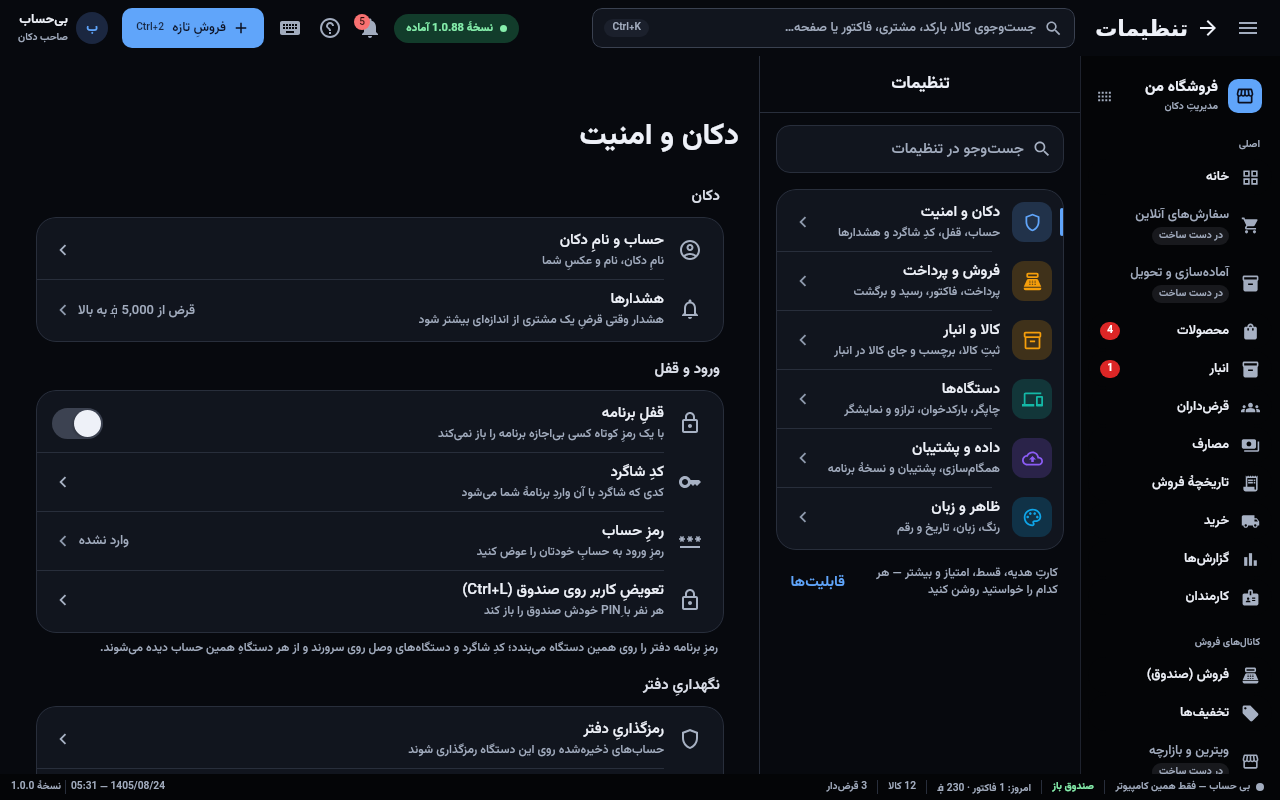 تنظیمات
جست‌وجوی کالا، بارکد، مشتری، فاکتور یا صفحه…
Ctrl+K
نسخهٔ 1.0.88 آماده
5
فروشِ تازه
Ctrl+2
بی‌حساب
صاحب دکان
ب
فروشگاه من
مدیریتِ دکان
اصلی
خانه
سفارش‌های آنلاین
در دست ساخت
آماده‌سازی و تحویل
در دست ساخت
محصولات
4
انبار
1
قرض‌داران
مصارف
تاریخچهٔ فروش
خرید
گزارش‌ها
کارمندان
کانال‌های فروش
فروش (صندوق)
تخفیف‌ها
ویترین و بازارچه
در دست ساخت
تنظیمات
جست‌وجو در تنظیمات
دکان و امنیت
حساب، قفل، کدِ شاگرد و هشدارها
فروش و پرداخت
پرداخت، فاکتور، رسید و برگشت
کالا و انبار
ثبتِ کالا، برچسب و جای کالا در انبار
دستگاه‌ها
چاپگر، بارکدخوان، ترازو و نمایشگر
داده و پشتیبان
همگام‌سازی، پشتیبان و نسخهٔ برنامه
ظاهر و زبان
رنگ، زبان، تاریخ و رقم
کارتِ هدیه، قسط، امتیاز و بیشتر — هر
کدام را خواستید روشن کنید
قابلیت‌ها
دکان و امنیت
دکان
حساب و نامِ دکان
نامِ دکان، نام و عکسِ شما
هشدارها
هشدار وقتی قرضِ یک مشتری از اندازه‌ای بیشتر شود
قرض از 5,000 ؋ به بالا
ورود و قفل
قفلِ برنامه
با یک رمزِ کوتاه کسی بی‌اجازه برنامه را باز نمی‌کند
کدِ شاگرد
کدی که شاگرد با آن واردِ برنامهٔ شما می‌شود
رمزِ حساب
رمزِ ورود به حسابِ خودتان را عوض کنید
وارد نشده
تعویضِ کاربر روی صندوق (Ctrl+L)
هر نفر با PINِ خودش صندوق را باز کند
رمزِ برنامه دفتر را روی همین دستگاه می‌بندد؛ کدِ شاگرد و دستگاه‌های وصل روی سرورند و از هر دستگاهِ همین حساب دیده می‌شوند.
نگهداریِ دفتر
رمزگذاریِ دفتر
حساب‌های ذخیره‌شده روی این دستگاه رمزگذاری شوند
بی حساب — فقط همین کامپیوتر
صندوق باز
امروز: 1 فاکتور · 230 ؋
12 کالا
3 قرض‌دار
1405/08/24 — 05:31
نسخهٔ 1.0.0